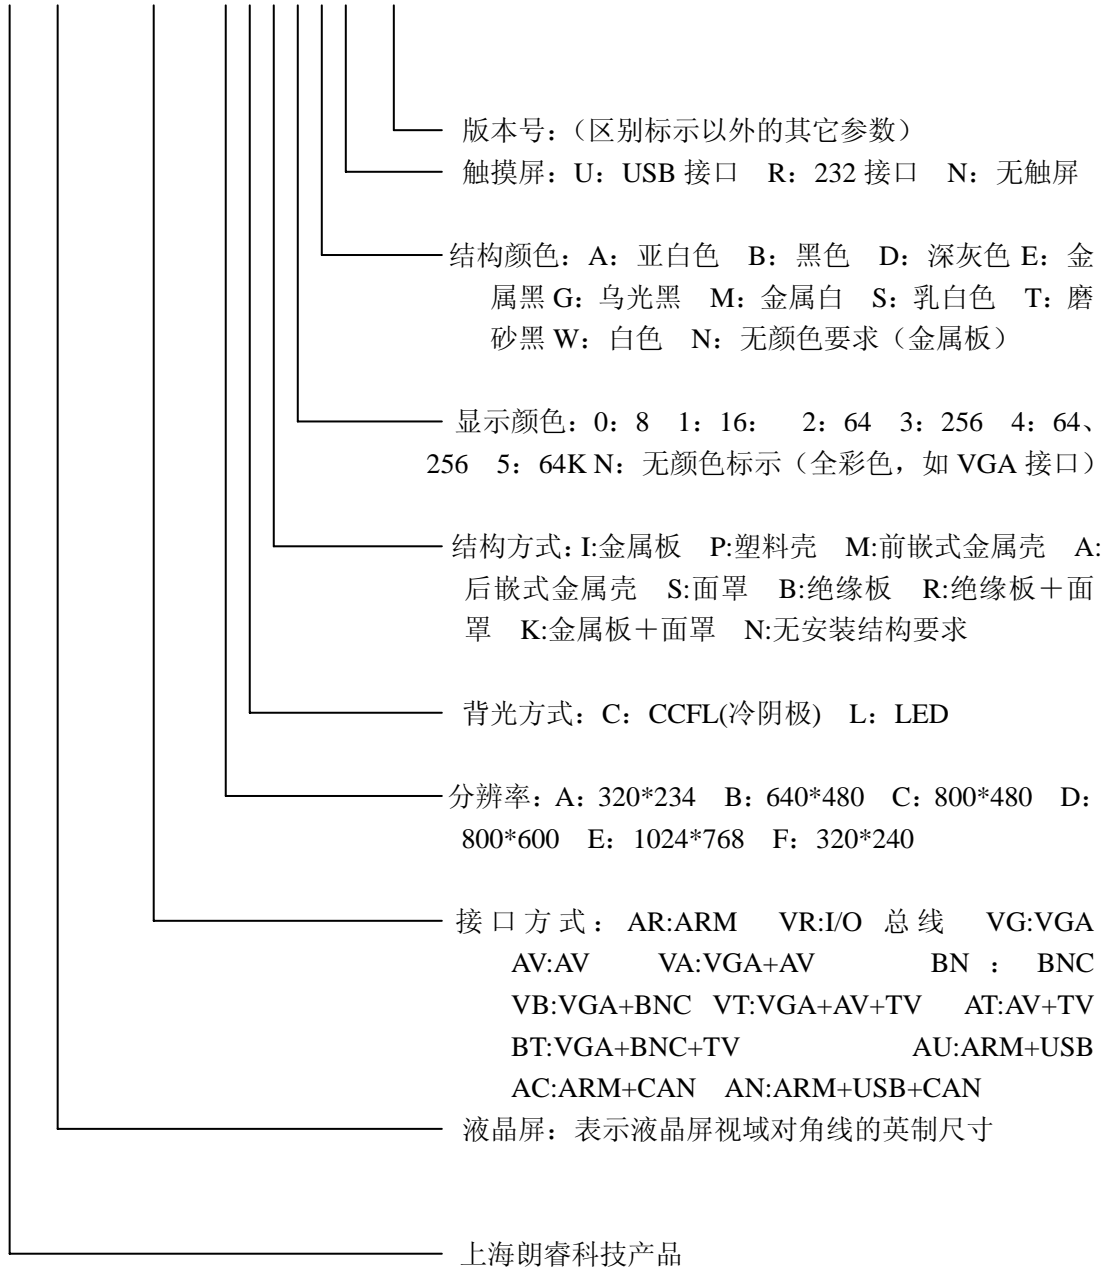 版本号：（区别标示以外的其它参数）
触摸屏：U：USB 接口 R：232 接口 N：无触屏
结构颜色：A：亚白色 B：黑色 D：深灰色 E：金
属黑 G：乌光黑 M：金属白 S：乳白色 T：磨
砂黑 W：白色 N：无颜色要求（金属板）
显示颜色：0：8 1：16： 2：64 3：256 4：64、
256 5：64K N：无颜色标示（全彩色，如 VGA 接口）
结构方式：I:金属板 P:塑料壳 M:前嵌式金属壳 A:
后嵌式金属壳 S:面罩 B:绝缘板 R:绝缘板＋面
罩 K:金属板＋面罩 N:无安装结构要求
背光方式：C：CCFL(冷阴极) L：LED
分辨率：A：320*234 B：640*480 C：800*480 D：
800*600 E：1024*768 F：320*240
接口方式： AR:ARM VR:I/O 总线 VG:VGA
AV:AV VA:VGA+AV BN ： BNC
VB:VGA+BNC VT:VGA+AV+TV AT:AV+TV
BT:VGA+BNC+TV AU:ARM+USB
AC:ARM+CAN AN:ARM+USB+CAN
液晶屏：表示液晶屏视域对角线的英制尺寸
上海朗睿科技产品